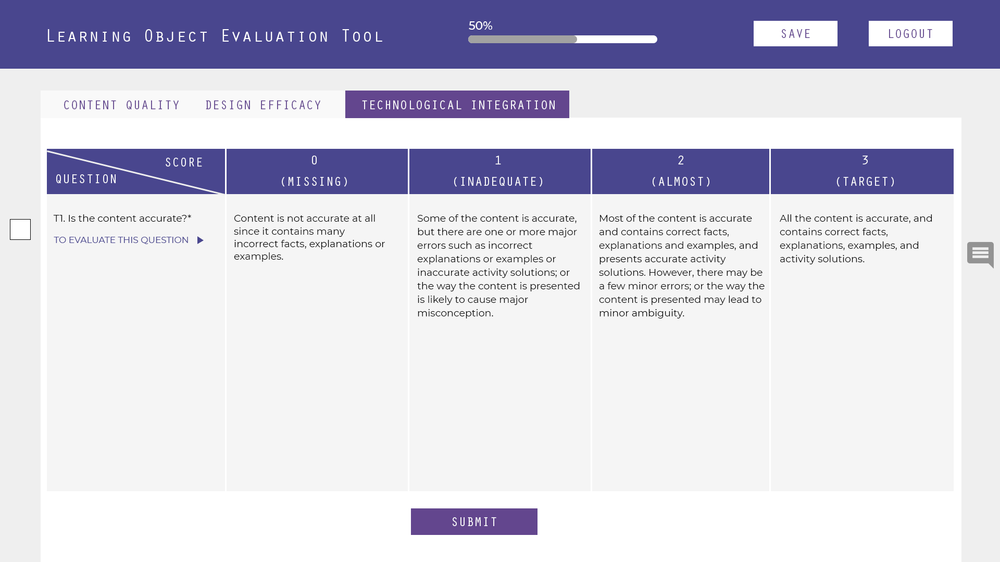 LEARNING OBJECT EVALUATION TOOL
50%
SAVE
LOGOUT
CONTENT QUALITY
DESIGN EFFICACY
TECHNOLOGICAL INTEGRATION
SCORE
QUESTION
0
(MISSING)
1
(INADEQUATE)
2
(ALMOST)
3
(TARGET)
T1. Is the content accurate?*
TO EVALUATE THIS QUESTION
Content is not accurate at all
since it contains many
incorrect facts, explanations or
examples.
Some of the content is accurate,
but there are one or more major
errors such as incorrect
explanations or examples or
inaccurate activity solutions; or
the way the content is presented
is likely to cause major
misconception.
Most of the content is accurate
and contains correct facts,
explanations and examples, and
presents accurate activity
solutions. However, there may be
a few minor errors; or the way the
content is presented may lead to
minor ambiguity.
All the content is accurate, and
contains correct facts,
explanations, examples, and
activity solutions.
SUBMIT